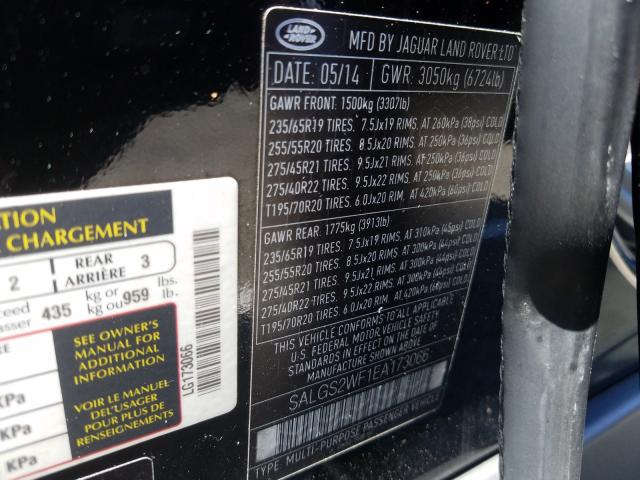 LAND ROVER
MFD BY JAGUAR LAND ROVER LTD
DATE: 05/14 GWR: 3050kg (6724lb)
GAWR FRONT: 1500kg (3307lb)
235/65R19 TIRES, 7.5Jx19 RIMS, AT 260kPa (38psi) COLD
255/55R20 TIRES, 8.5Jx20 RIMS, AT 250kPa (36psi) COLD
275/45R21 TIRES, 9.5Jx21 RIMS, AT 250kPa (36psi) COLD
275/40R22 TIRES, 9.5Jx22 RIMS, AT 250kPa (36psi) COLD
T195/70R20 TIRES, 6.0Jx20 RIM, AT 420kPa (60psi) COLD
GAWR REAR: 1775kg (3913lb)
235/65R19 TIRES, 7.5Jx19 RIMS, AT 310kPa (45psi) COLD
255/55R20 TIRES, 8.5Jx20 RIMS, AT 300kPa (44psi) COLD
275/45R21 TIRES, 9.5Jx21 RIMS, AT 300kPa (44psi) COLD
275/40R22 TIRES, 9.5Jx22 RIMS, AT 300kPa (44psi) COLD
T195/70R20 TIRES, 6.0Jx20 RIM, AT 420kPa (60psi) COLD
THIS VEHICLE CONFORMS TO ALL APPLICABLE
U.S. FEDERAL MOTOR VEHICLE SAFETY
STANDARDS IN EFFECT ON THE DATE OF
MANUFACTURE SHOWN ABOVE.
SALGS2WF1EA173066
TYPE: MULTI-PURPOSE PASSENGER VEHICLE
CHARGEMENT
2 REAR ARRIÈRE 3
435 kg or kg ou 959 lb. lb.
SEE OWNER'S
MANUAL FOR
ADDITIONAL
INFORMATION
VOIR LE MANUEL
DE L'USAGER
POUR PLUS DE
RENSEIGNEMENTS
KPa
KPa
KPa
LG173066